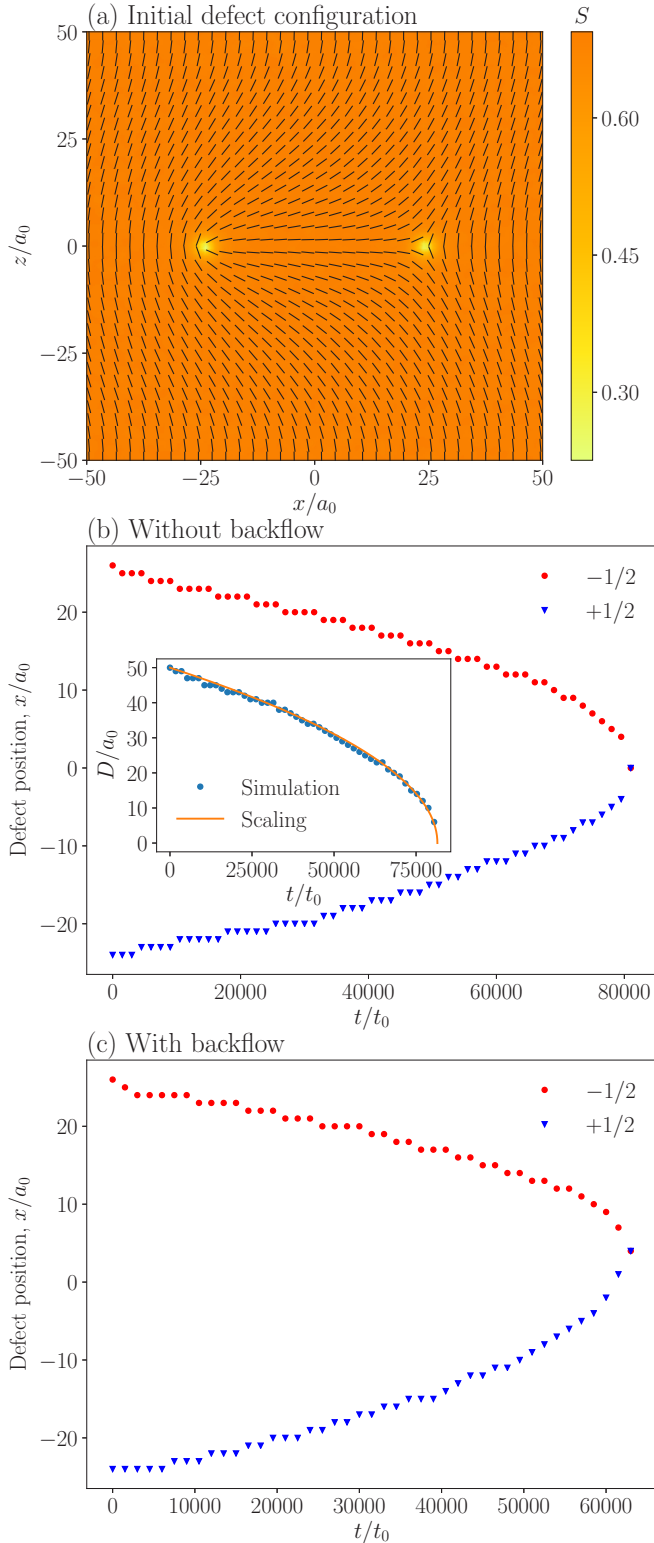 (a) Initial defect configuration
S
50
25
0
−25
−50
z/a₀
−50 −25 0 25 50
x/a₀
0.60
0.45
0.30
(b) Without backflow
−1/2
+1/2
20
10
0
−10
−20
Defect position, x/a₀
50
40
30
20
10
0
D/a₀
Simulation
Scaling
0 25000 50000 75000
t/t₀
0 20000 40000 60000 80000
t/t₀
(c) With backflow
−1/2
+1/2
20
10
0
−10
−20
Defect position, x/a₀
0 10000 20000 30000 40000 50000 60000
t/t₀